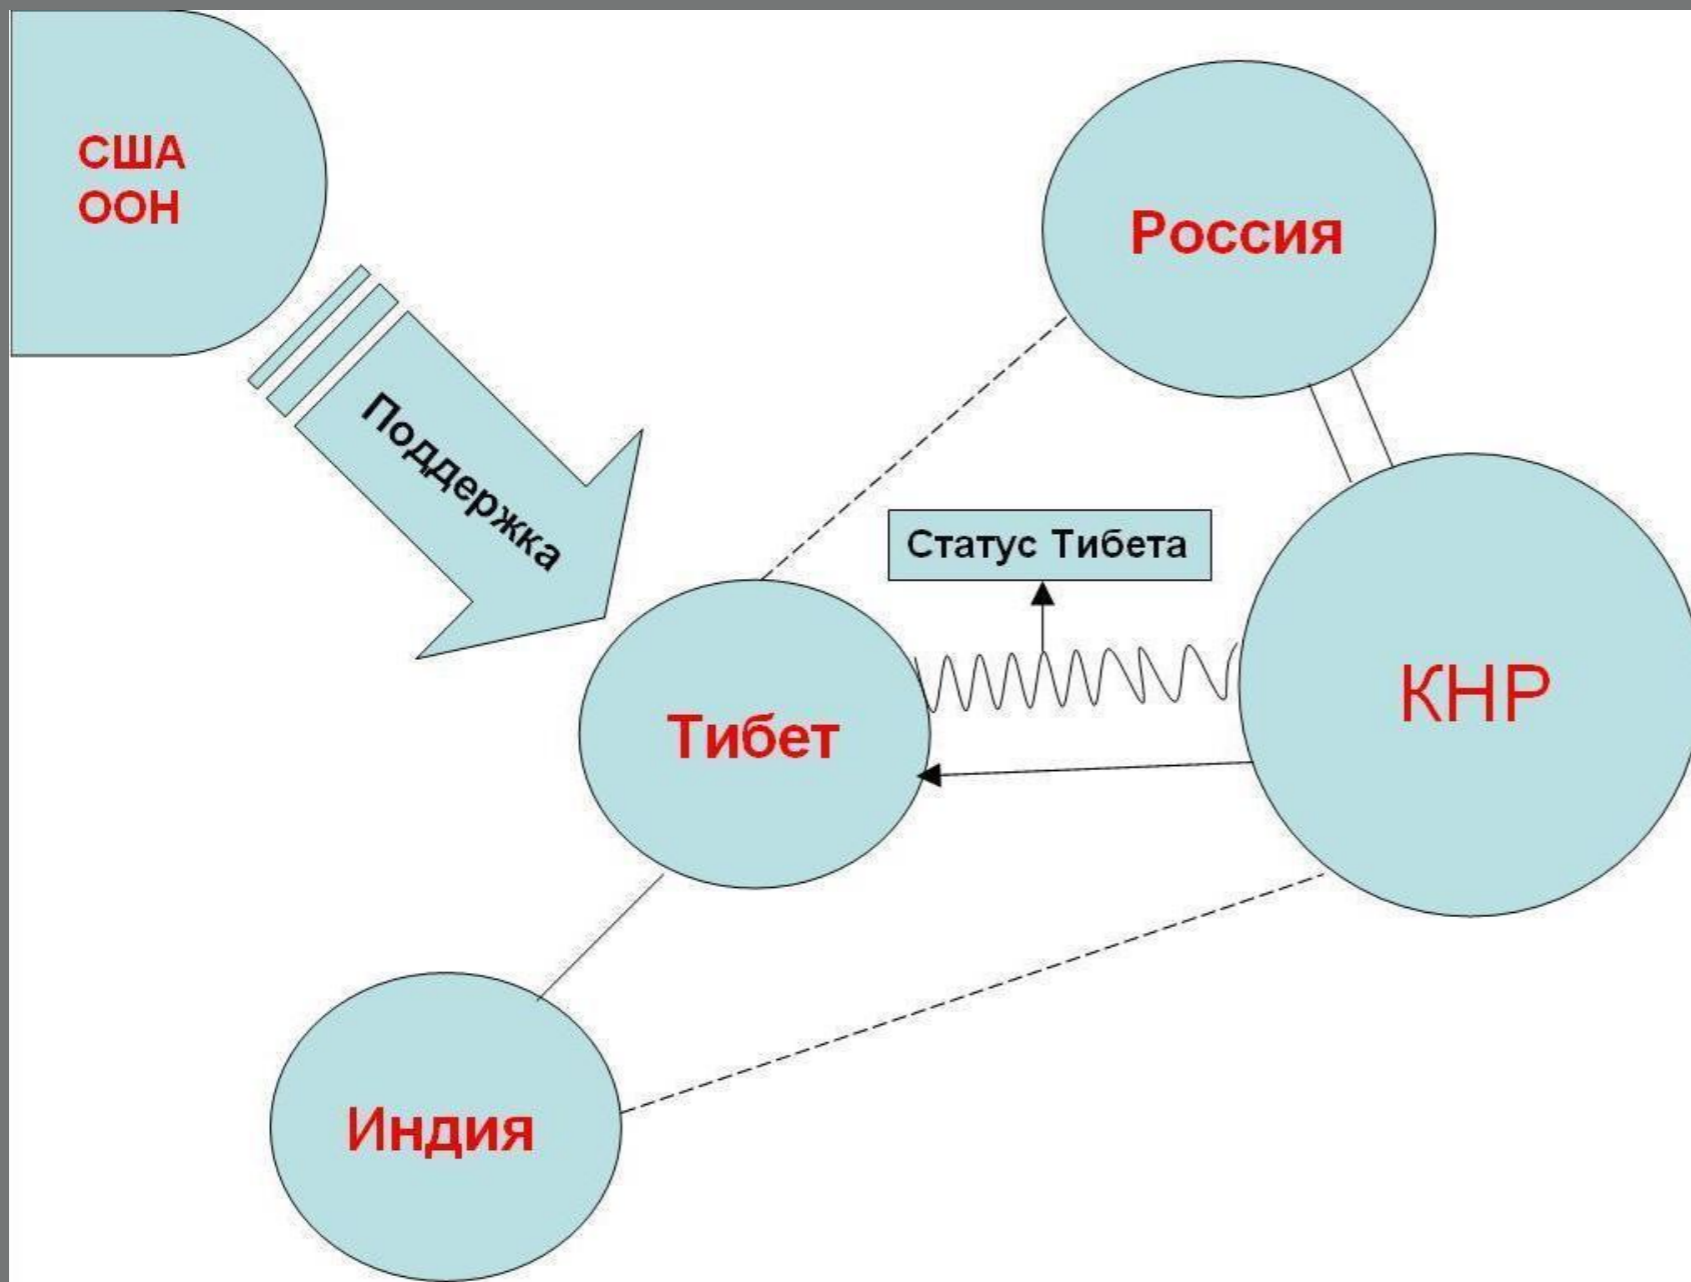 США
ООН
Россия
Поддержка
Статус Тибета
КНР
Тибет
Индия